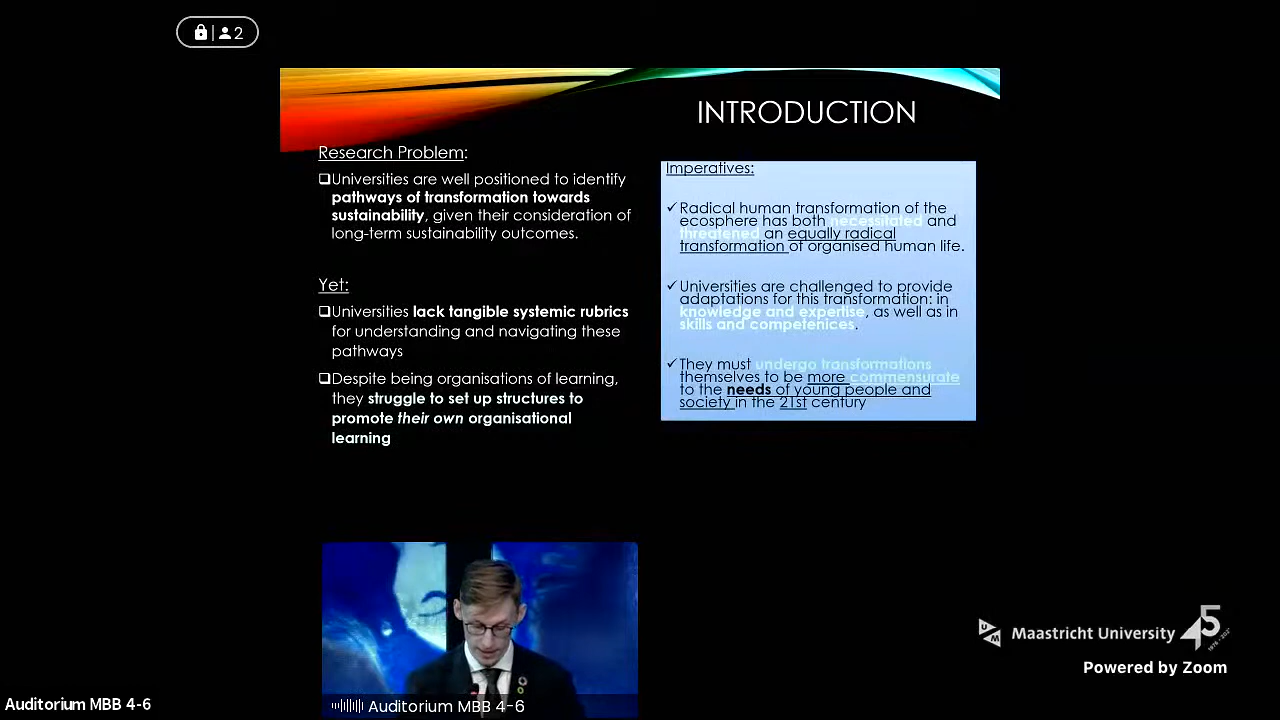 2
INTRODUCTION
Research Problem:
Universities are well positioned to identify
pathways of transformation towards
sustainability, given their consideration of
long-term sustainability outcomes.
Yet:
Universities lack tangible systemic rubrics
for understanding and navigating these
pathways
Despite being organisations of learning,
they struggle to set up structures to
promote their own organisational
learning
Imperatives:
Radical human transformation of the
ecosphere has both necessitated and
threatened an equally radical
transformation of organised human life.
Universities are challenged to provide
adaptations for this transformation: in
knowledge and expertise, as well as in
skills and competenices.
They must undergo transformations
themselves to be more commensurate
to the needs of young people and
society in the 21st century
Auditorium MBB 4-6
UM
Maastricht University 45
Powered by Zoom
Auditorium MBB 4-6